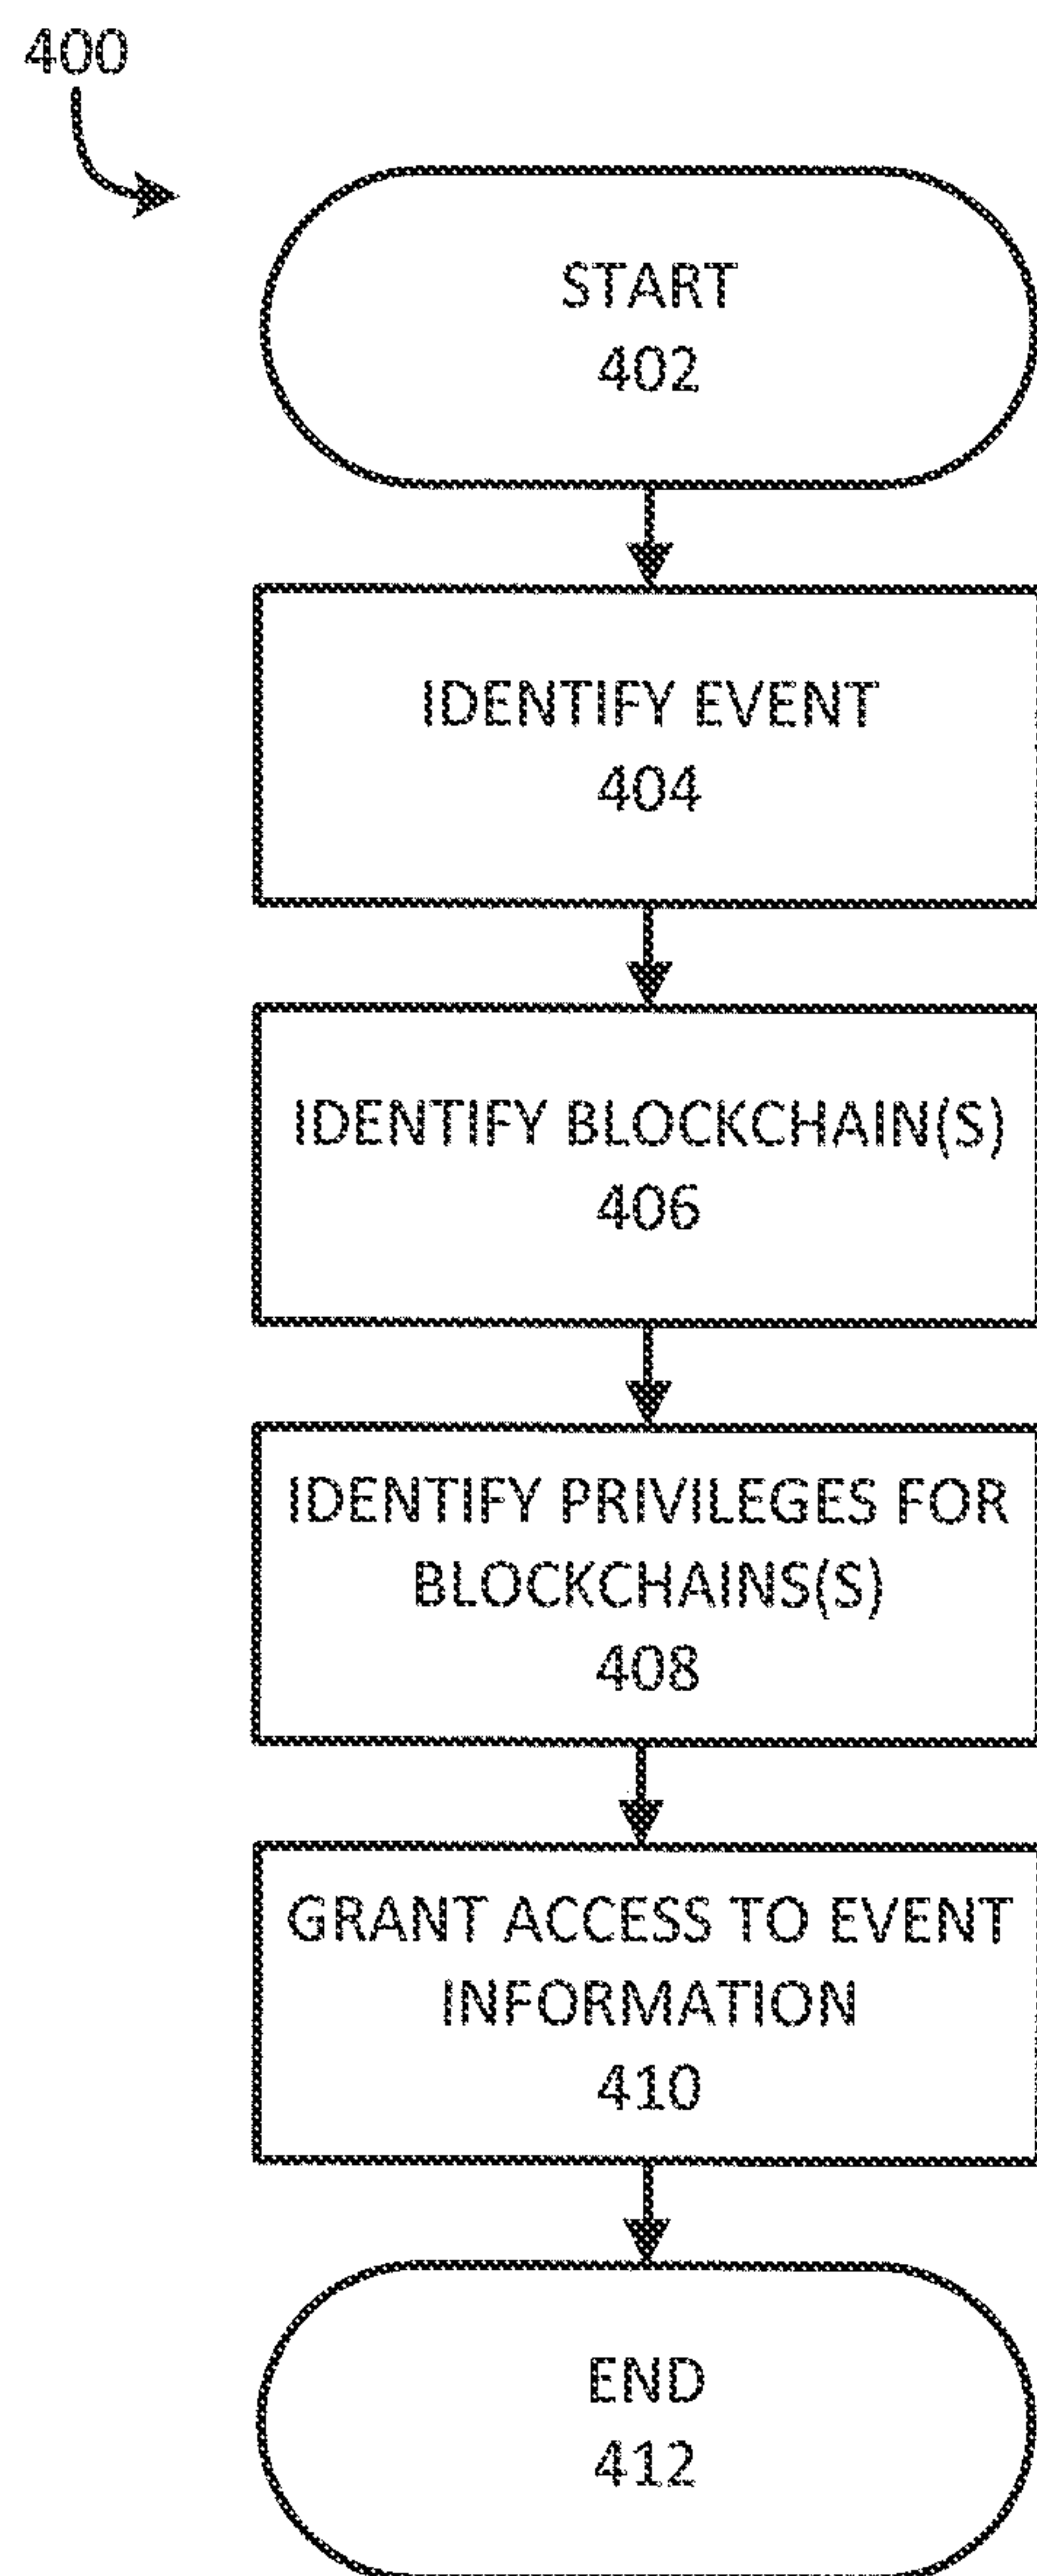 400
START
402
IDENTIFY EVENT
404
IDENTIFY BLOCKCHAIN(S)
406
IDENTIFY PRIVILEGES FOR
BLOCKCHAINS(S)
408
GRANT ACCESS TO EVENT
INFORMATION
410
END
412